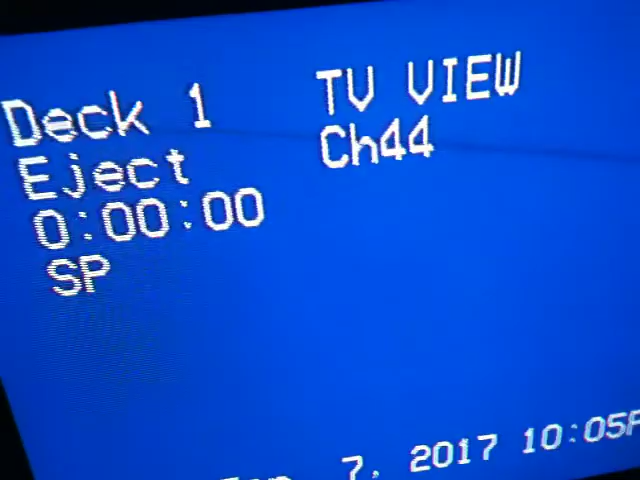 Deck 1
Eject
0:00:00
SP
TV VIEW
Ch44
7, 2017 10:05